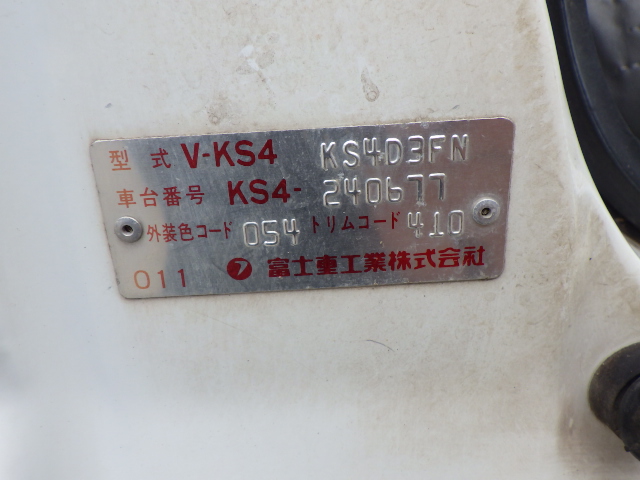 型式 V-KS4 KS4D3FN
車台番号 KS4- 240677
外装色コード 054 トリムコード 410
011 フ 富士重工業株式会社